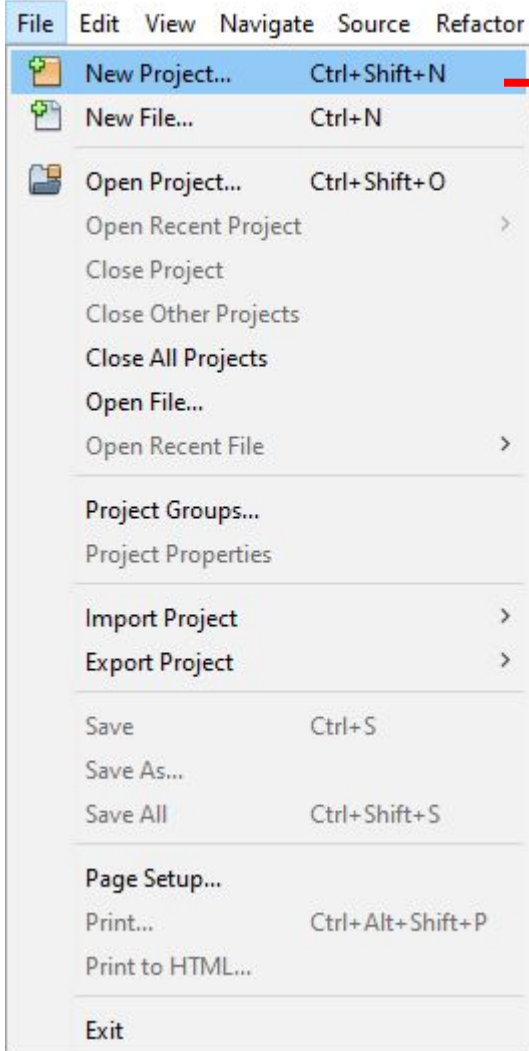 File Edit View Navigate Source Refactor
New Project... Ctrl+Shift+N
New File... Ctrl+N
Open Project... Ctrl+Shift+O
Open Recent Project
Close Project
Close Other Projects
Close All Projects
Open File...
Open Recent File
Project Groups...
Project Properties
Import Project
Export Project
Save Ctrl+S
Save As...
Save All Ctrl+Shift+S
Page Setup...
Print... Ctrl+Alt+Shift+P
Print to HTML...
Exit